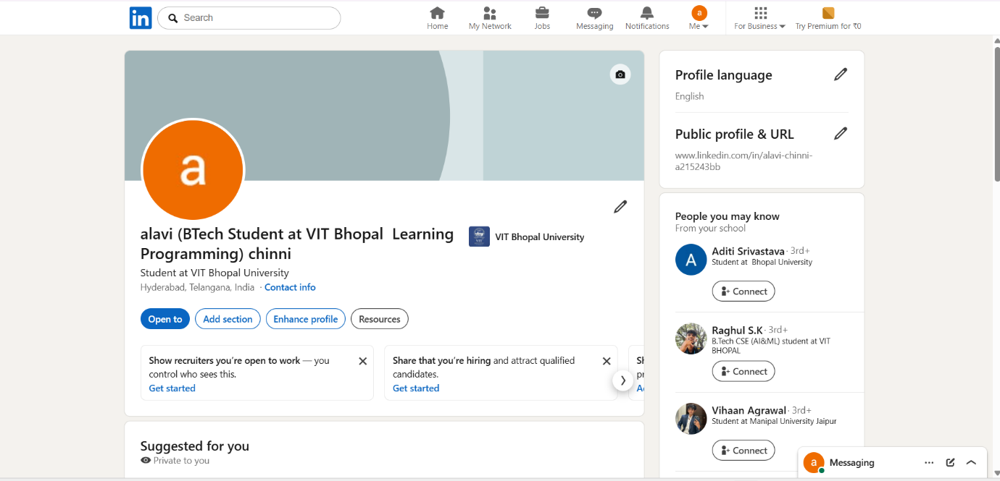 in
Search
Home
My Network
Jobs
Messaging
Notifications
a
Me
For Business
Try Premium for ₹0
a
alavi (BTech Student at VIT Bhopal Learning
Programming) chinni
VIT Bhopal University
Student at VIT Bhopal University
Hyderabad, Telangana, India · Contact info
Open to
Add section
Enhance profile
Resources
Show recruiters you're open to work — you
control who sees this.
Get started
Share that you're hiring and attract qualified
candidates.
Get started
Suggested for you
Private to you
Profile language
English
Public profile & URL
www.linkedin.com/in/alavi-chinni-
a215243bb
People you may know
From your school
A
Aditi Srivastava · 3rd+
Student at Bhopal University
Connect
Raghul S.K · 3rd+
B.Tech CSE (AI&ML) student at VIT
BHOPAL
Connect
Vihaan Agrawal · 3rd+
Student at Manipal University Jaipur
Connect
a
Messaging